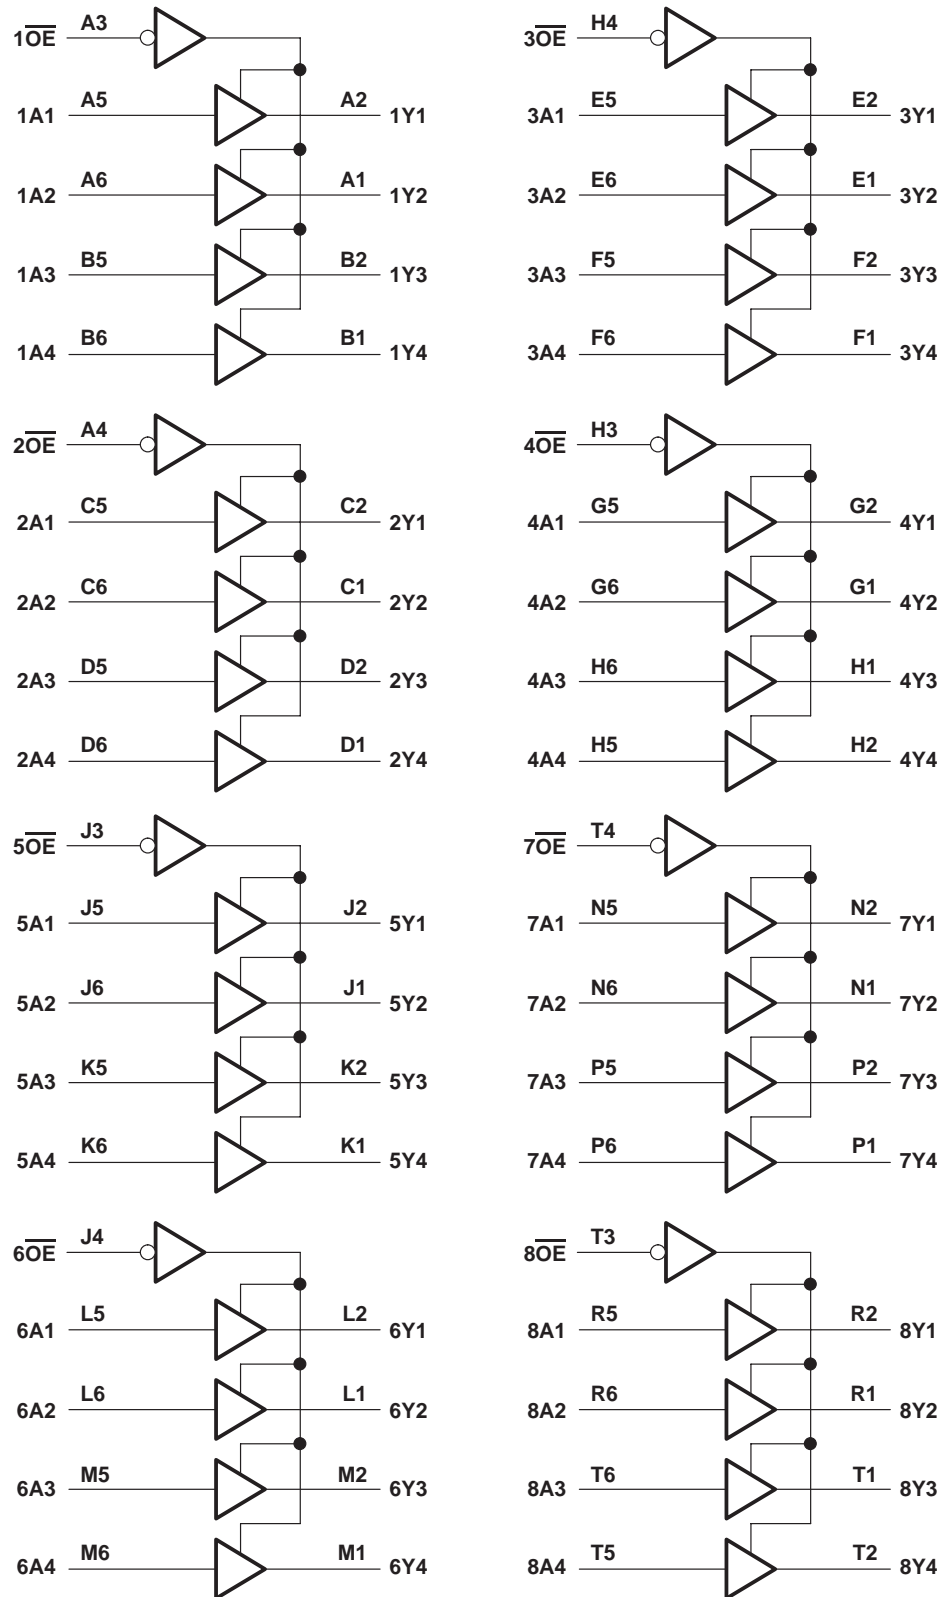 1OE A3
1A1 A5 A2 1Y1
1A2 A6 A1 1Y2
1A3 B5 B2 1Y3
1A4 B6 B1 1Y4
2OE A4
2A1 C5 C2 2Y1
2A2 C6 C1 2Y2
2A3 D5 D2 2Y3
2A4 D6 D1 2Y4
5OE J3
5A1 J5 J2 5Y1
5A2 J6 J1 5Y2
5A3 K5 K2 5Y3
5A4 K6 K1 5Y4
6OE J4
6A1 L5 L2 6Y1
6A2 L6 L1 6Y2
6A3 M5 M2 6Y3
6A4 M6 M1 6Y4
3OE H4
3A1 E5 E2 3Y1
3A2 E6 E1 3Y2
3A3 F5 F2 3Y3
3A4 F6 F1 3Y4
4OE H3
4A1 G5 G2 4Y1
4A2 G6 G1 4Y2
4A3 H6 H1 4Y3
4A4 H5 H2 4Y4
7OE T4
7A1 N5 N2 7Y1
7A2 N6 N1 7Y2
7A3 P5 P2 7Y3
7A4 P6 P1 7Y4
8OE T3
8A1 R5 R2 8Y1
8A2 R6 R1 8Y2
8A3 T6 T1 8Y3
8A4 T5 T2 8Y4